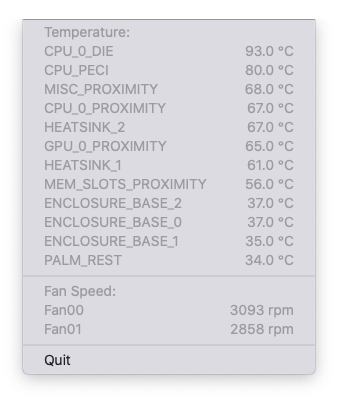 Temperature:
CPU_0_DIE 93.0 °C
CPU_PECI 80.0 °C
MISC_PROXIMITY 68.0 °C
CPU_0_PROXIMITY 67.0 °C
HEATSINK_2 67.0 °C
GPU_0_PROXIMITY 65.0 °C
HEATSINK_1 61.0 °C
MEM_SLOTS_PROXIMITY 56.0 °C
ENCLOSURE_BASE_2 37.0 °C
ENCLOSURE_BASE_0 37.0 °C
ENCLOSURE_BASE_1 35.0 °C
PALM_REST 34.0 °C
Fan Speed:
Fan00 3093 rpm
Fan01 2858 rpm
Quit